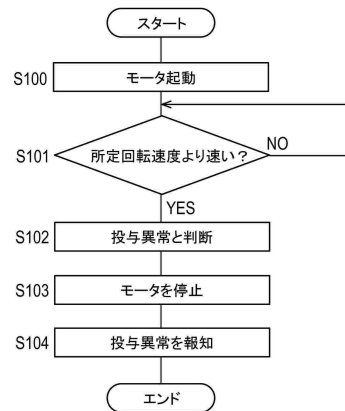 スタート
S100 モータ起動
S101 所定回転速度より速い？ NO
YES
S102 投与異常と判断
S103 モータを停止
S104 投与異常を報知
エンド